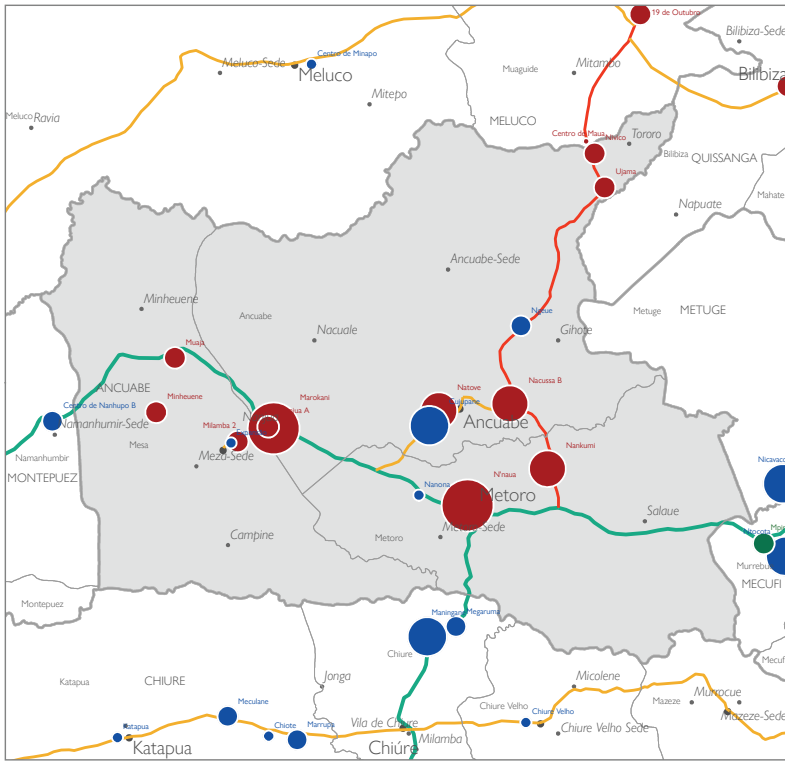 19 de Outubra
Bilibiza-Sede
Centro de Minapo
Meluco-Sede
Meluco
Muaguide
Mitambo
Bilibiza
Mitepo
Meluco
Ravia
MELUCO
Centro de Maua
Nivico
Tororo
Bilibiza
QUISSANGA
Ujama
Mahate
Napuate
Ancuabe-Sede
Minheuene
Ancuabe
Nacuale
Ngeue
Gihote
Metuge
METUGE
Muaja
ANCUABE
Natove
Nacussa B
Centro de Nanhupo B
Minheuene
Marokani
Namanhumir-Sede
Milamba 2
Ancuabe
Mesa
Nankumi
Namanhumbir
Meza-Sede
MONTEPUEZ
Nanona
N'naua
Metoro
Nicavaco
Salaue
Campine
Metoro
Murrebue
MECUFI
Montepuez
Maningane
Megaruma
Chiure
Mecufi
Katapua
CHIURE
Jonga
Micolene
Meculane
Chiure Velho
Chiure Velho
Mazeze
Murrocue
Mazeze-Sede
Katapua
Chiote
Marrupa
Vila de Chiure
Milamba
Chiure Velho Sede
Katapua
Chiúre